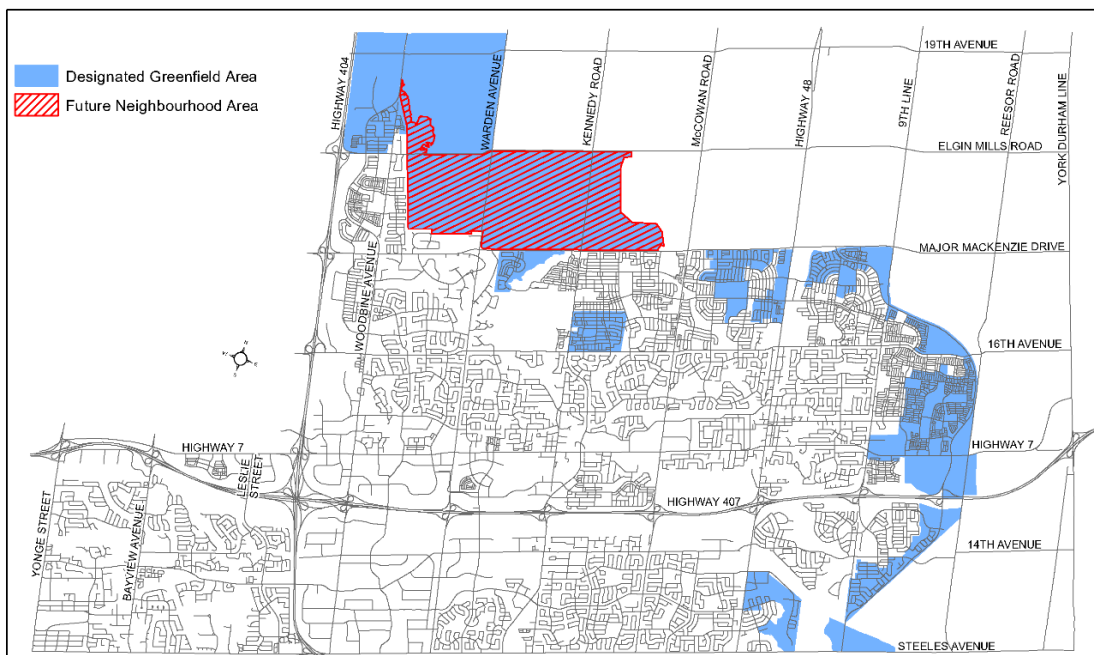 19TH AVENUE
Designated Greenfield Area
Future Neighbourhood Area
HIGHWAY 404
WARDEN AVENUE
KENNEDY ROAD
McCOWAN ROAD
HIGHWAY 48
9TH LINE
REESOR ROAD
YORK DURHAM LINE
ELGIN MILLS ROAD
MAJOR MACKENZIE DRIVE
WOODBINE AVENUE
N
W
E
S
16TH AVENUE
HIGHWAY 7
HIGHWAY 7
LESLIE
STREET
HIGHWAY 407
YONGE STREET
BAYVIEW AVENUE
14TH AVENUE
STEELES AVENUE